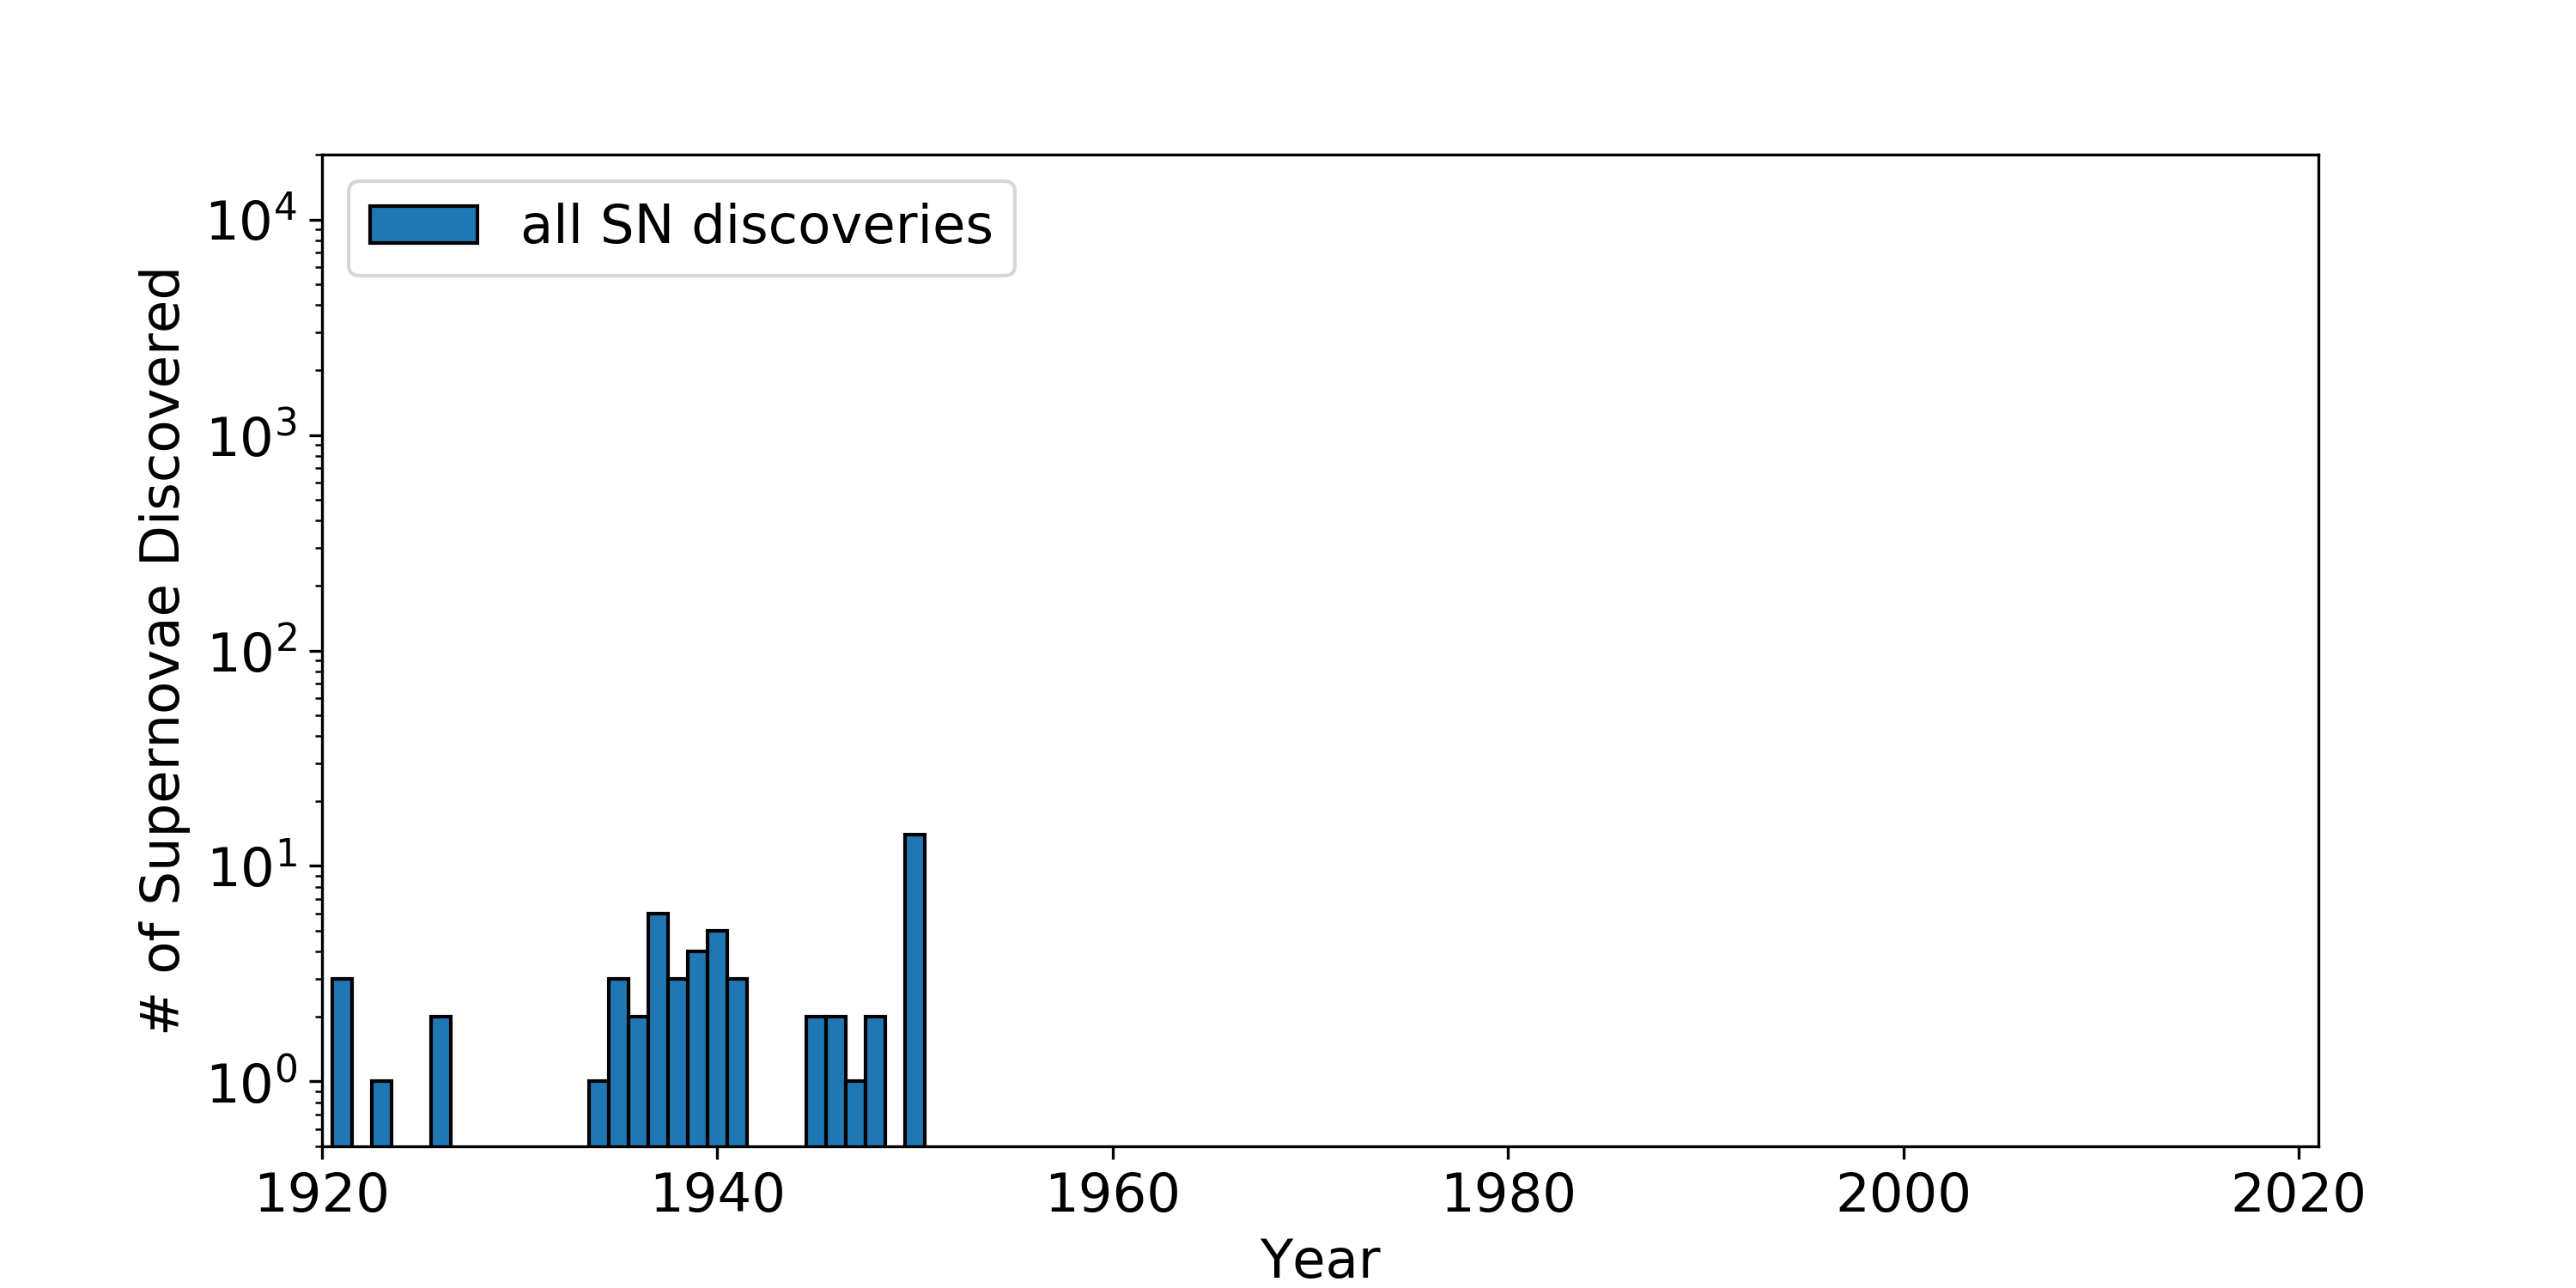 all SN discoveries
# of Supernovae Discovered
10⁴
10³
10²
10¹
10⁰
1920 1940 1960 1980 2000 2020
Year